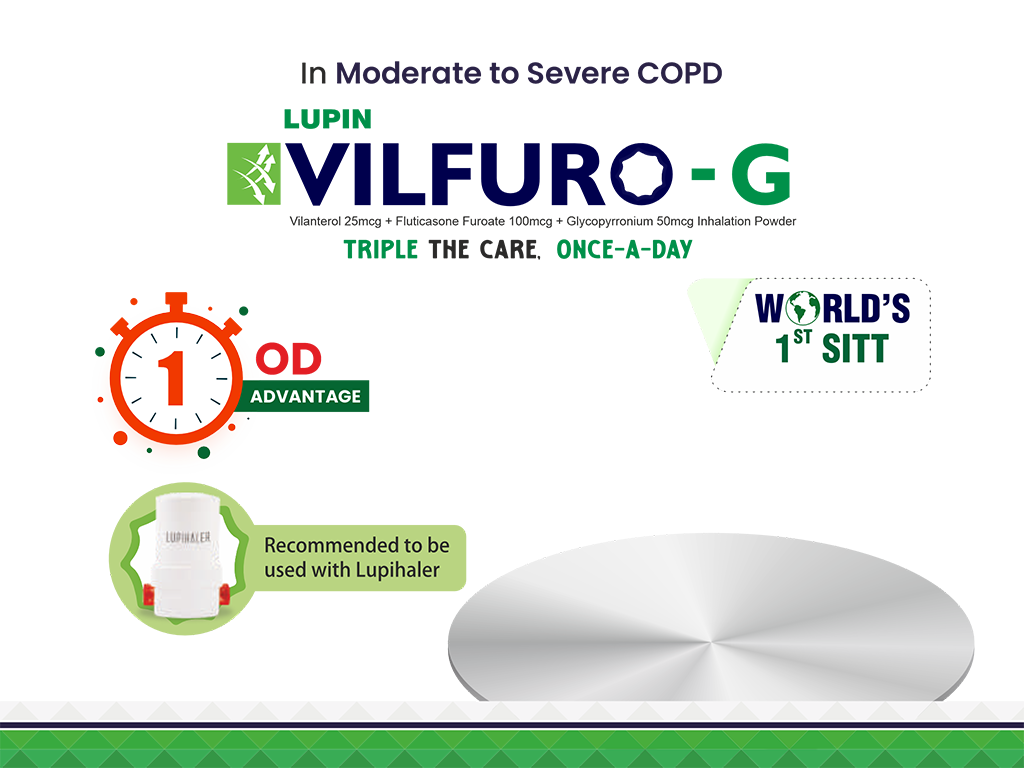 In Moderate to Severe COPD
LUPIN
VILFURO - G
Vilanterol 25mcg + Fluticasone Furoate 100mcg + Glycopyrronium 50mcg Inhalation Powder
TRIPLE THE CARE, ONCE-A-DAY
WORLD'S
1ST SITT
1
OD
ADVANTAGE
LUPIHALER
Recommended to be
used with Lupihaler